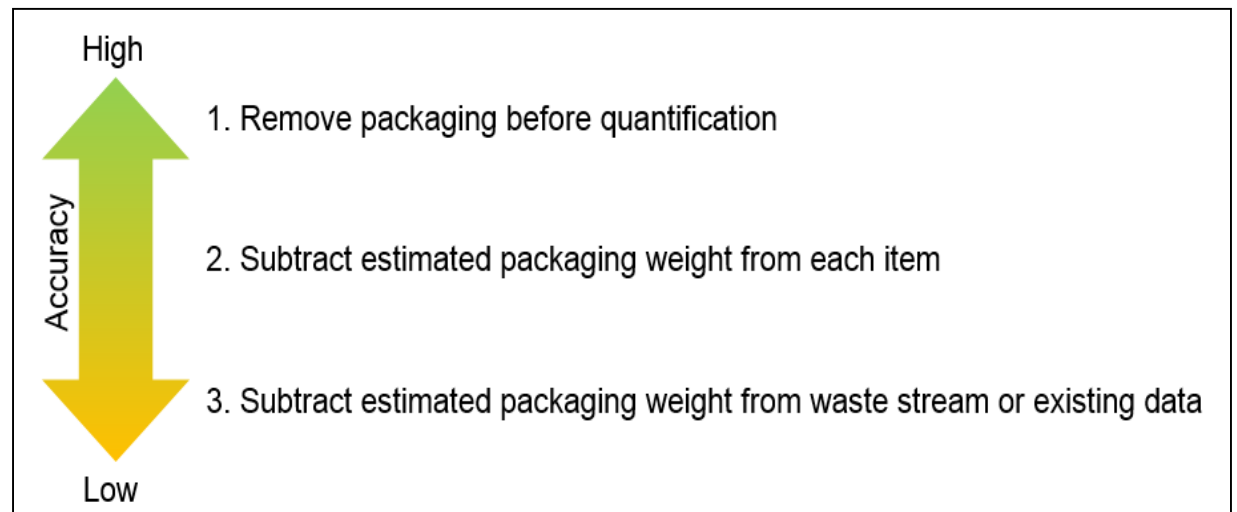 High
1. Remove packaging before quantification
Accuracy
2. Subtract estimated packaging weight from each item
3. Subtract estimated packaging weight from waste stream or existing data
Low